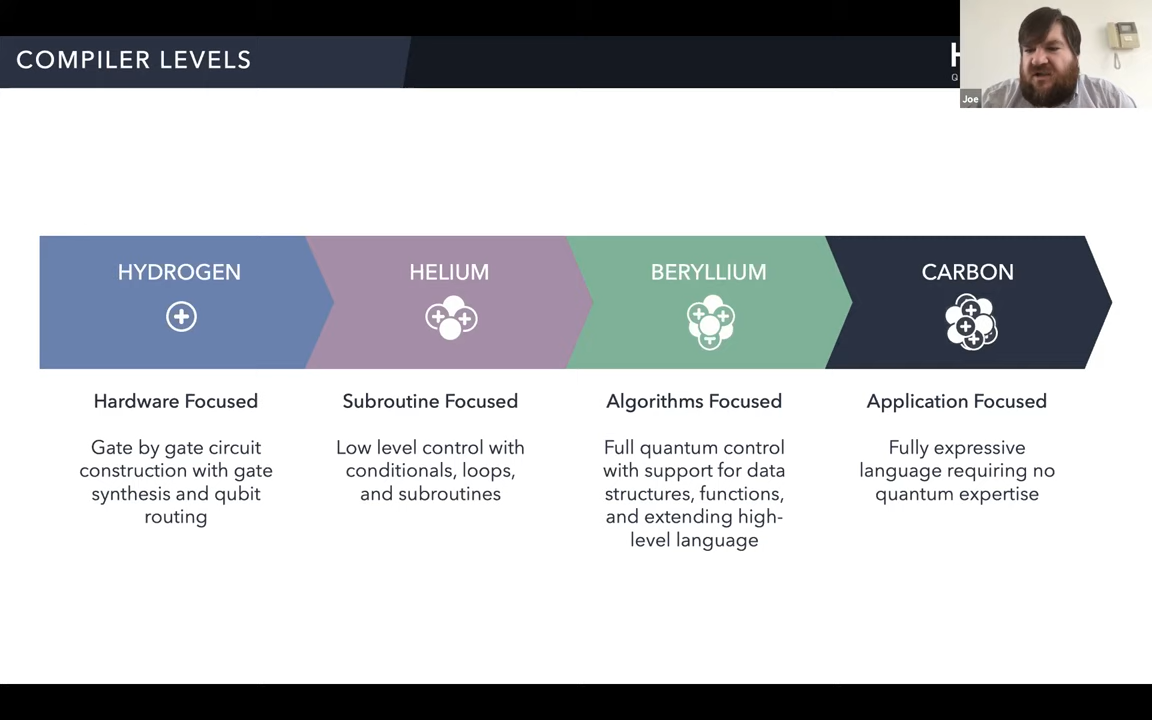 COMPILER LEVELS
Joe
HYDROGEN
HELIUM
BERYLLIUM
CARBON
Hardware Focused
Gate by gate circuit
construction with gate
synthesis and qubit
routing
Subroutine Focused
Low level control with
conditionals, loops,
and subroutines
Algorithms Focused
Full quantum control
with support for data
structures, functions,
and extending high-
level language
Application Focused
Fully expressive
language requiring no
quantum expertise